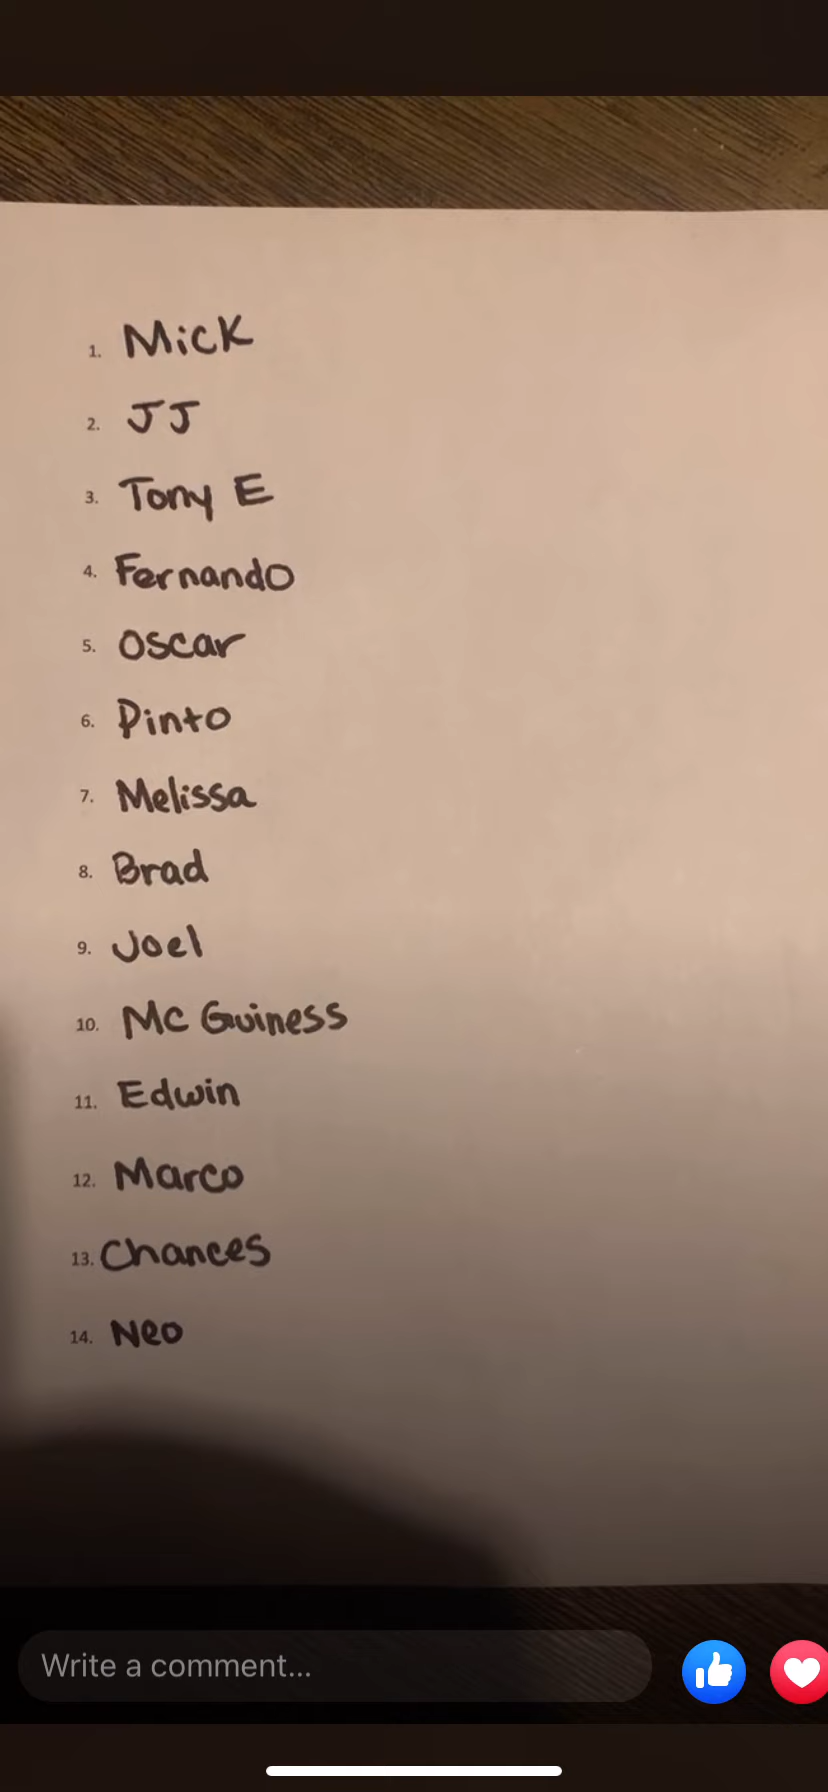 1. Mick
2. JJ
3. Tony E
4. Fernando
5. Oscar
6. Pinto
7. Melissa
8. Brad
9. Joel
10. Mc Guiness
11. Edwin
12. Marco
13. Chances
14. Neo
Write a comment...